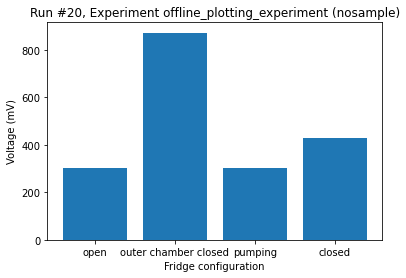 Run #20, Experiment offline_plotting_experiment (nosample)
Voltage (mV)
800
600
400
200
0
open outer chamber closed pumping closed
Fridge configuration